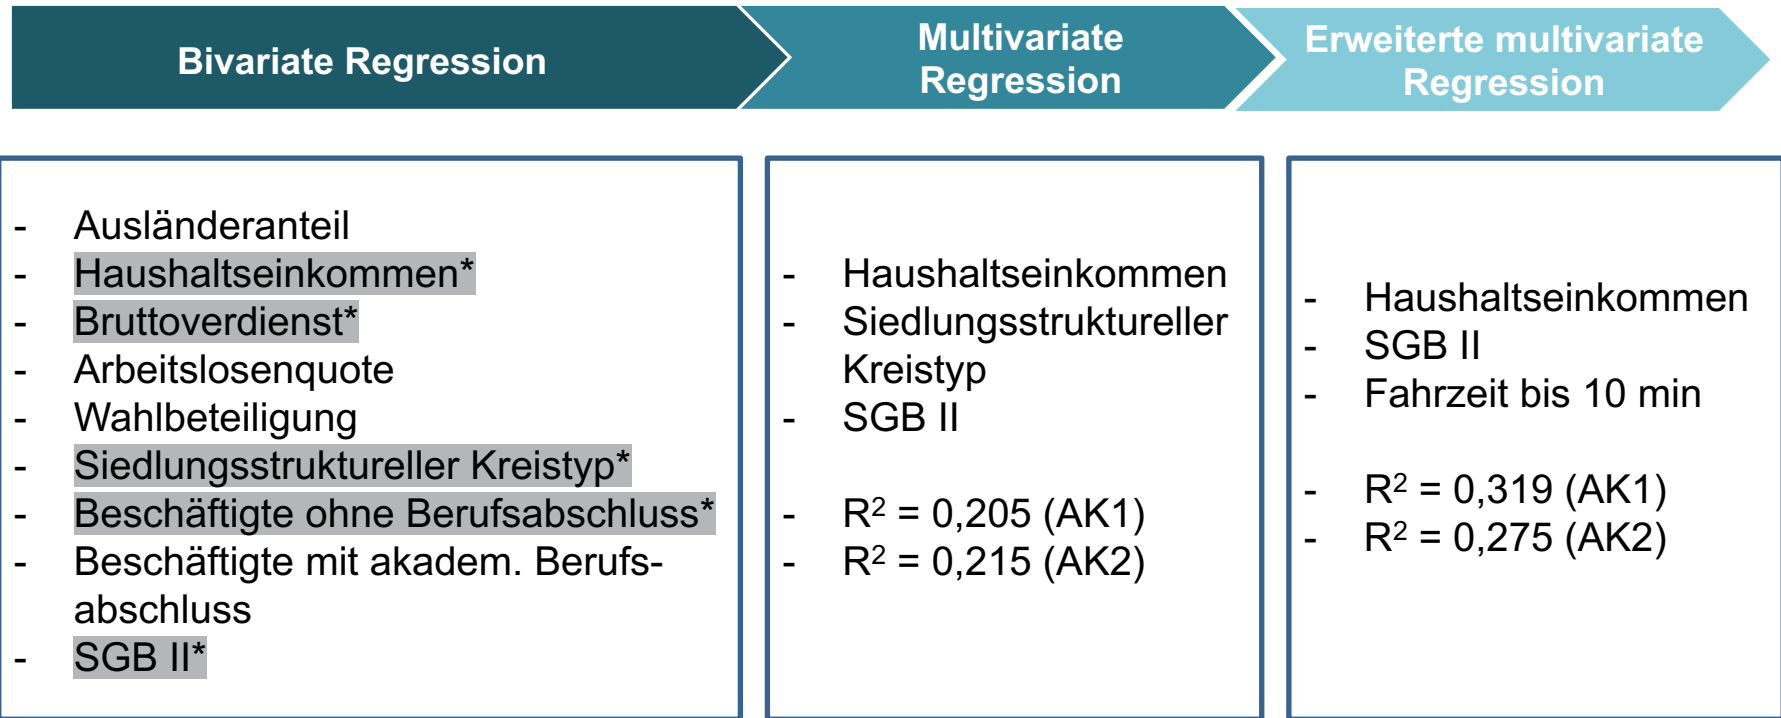 Bivariate Regression
Multivariate
Regression
Erweiterte multivariate
Regression
- Ausländeranteil
- Haushaltseinkommen*
- Bruttoverdienst*
- Arbeitslosenquote
- Wahlbeteiligung
- Siedlungsstruktureller Kreistyp*
- Beschäftigte ohne Berufsabschluss*
- Beschäftigte mit akadem. Berufs-
abschluss
- SGB II*
- Haushaltseinkommen
- Siedlungsstruktureller
Kreistyp
- SGB II
- R² = 0,205 (AK1)
- R² = 0,215 (AK2)
- Haushaltseinkommen
- SGB II
- Fahrzeit bis 10 min
- R² = 0,319 (AK1)
- R² = 0,275 (AK2)